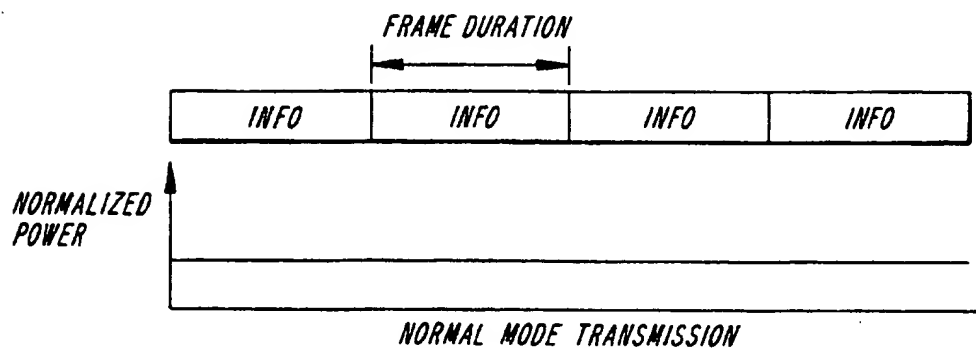 FRAME DURATION
INFO INFO INFO INFO
NORMALIZED
POWER
NORMAL MODE TRANSMISSION